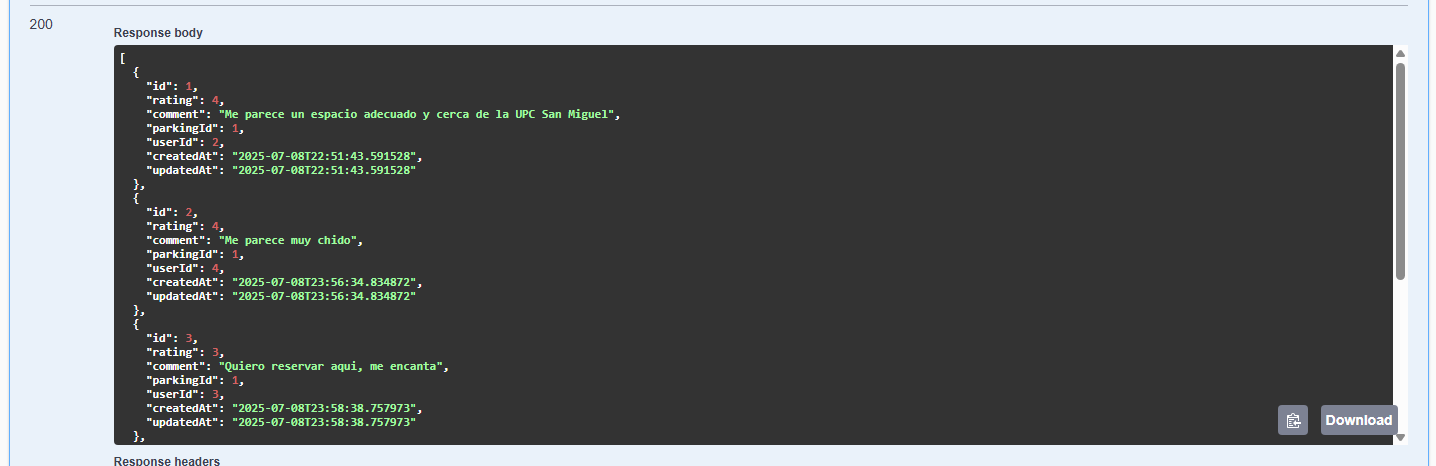 200
Response body
[
  {
    "id": 1,
    "rating": 4,
    "comment": "Me parece un espacio adecuado y cerca de la UPC San Miguel",
    "parkingId": 1,
    "userId": 2,
    "createdAt": "2025-07-08T22:51:43.591528",
    "updatedAt": "2025-07-08T22:51:43.591528"
  },
  {
    "id": 2,
    "rating": 4,
    "comment": "Me parece muy chido",
    "parkingId": 1,
    "userId": 4,
    "createdAt": "2025-07-08T23:56:34.834872",
    "updatedAt": "2025-07-08T23:56:34.834872"
  },
  {
    "id": 3,
    "rating": 3,
    "comment": "Quiero reservar aqui, me encanta",
    "parkingId": 1,
    "userId": 3,
    "createdAt": "2025-07-08T23:58:38.757973",
    "updatedAt": "2025-07-08T23:58:38.757973"
  },
Download
Response headers